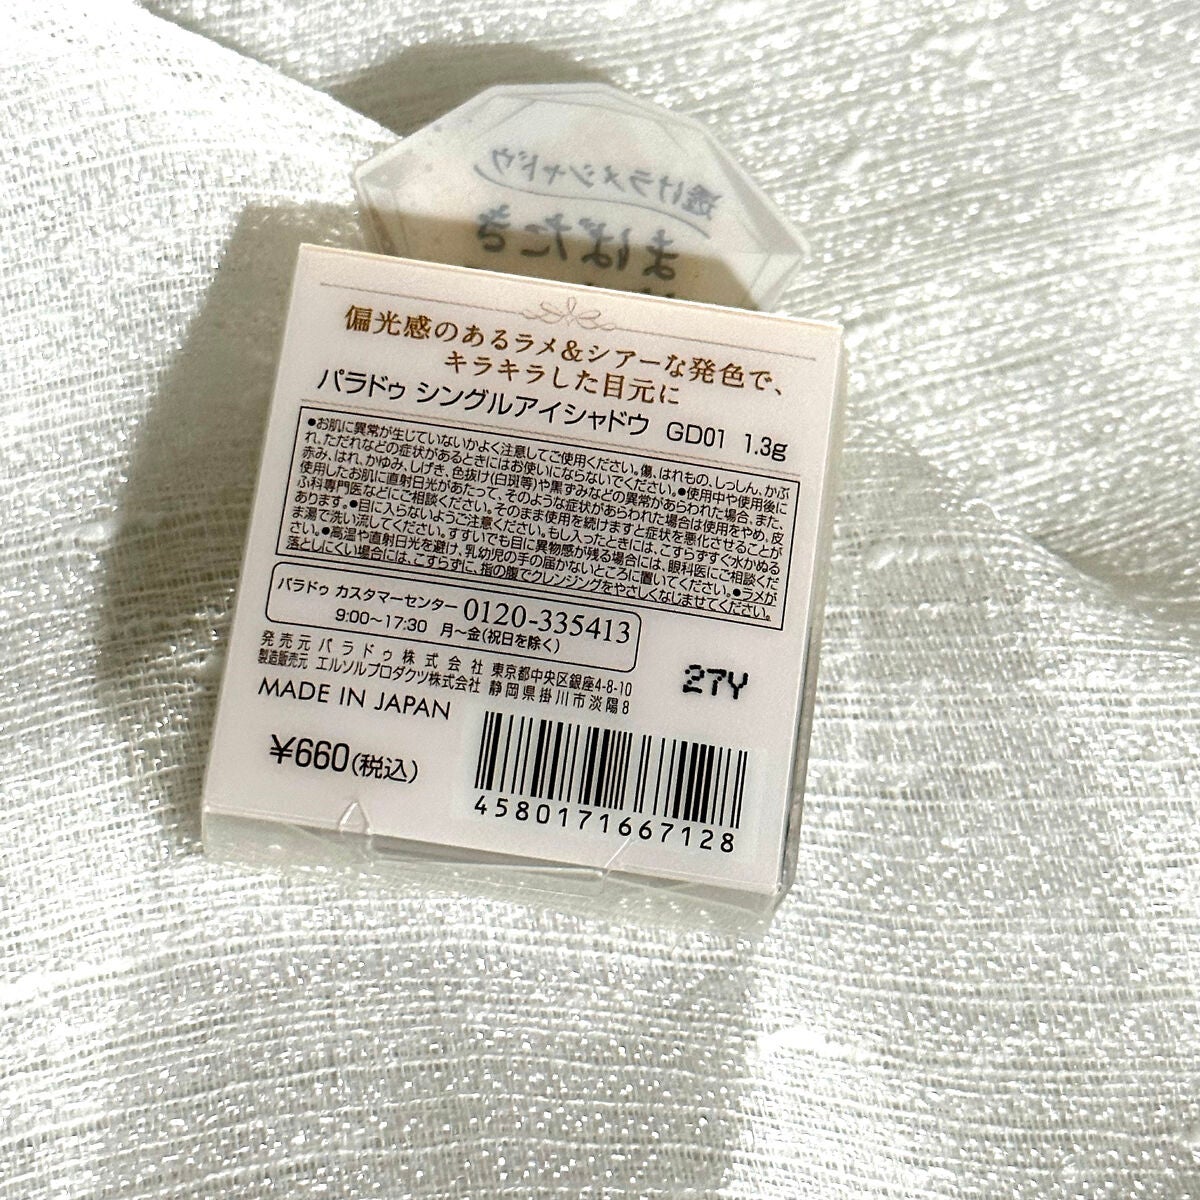 透けラメシャドウ
まばたき
偏光感のあるラメ&シアーな発色で、
キラキラした目元に
パラドゥ シングルアイシャドウ GD01 1.3g
●お肌に異常が生じていないかよく注意してご使用ください。傷、はれもの、しっしん、かぶ
れ、ただれなどの症状があるときにはお使いにならないでください。●使用中や使用後に
赤み、はれ、かゆみ、しげき、色抜け(白斑等)や黒ずみなどの異常があらわれた場合、また、
使用したお肌に直射日光があたって、そのような症状があらわれた場合は使用をやめ、皮
ふ科専門医などにご相談ください。そのまま使用を続けますと症状を悪化させることが
あります。●目に入らないようご注意ください。もし入ったときには、こすらずすぐ水かぬる
ま湯で洗い流してください。すすいでも目に異物感が残る場合には、眼科医にご相談くだ
さい。●高温や直射日光を避け、乳幼児の手の届かないところに置いてください。●ラメが
落としにくい場合には、こすらずに、指の腹でクレンジングをやさしくなじませてください。
パラドゥ カスタマーセンター 0120-335413
9:00〜17:30 月〜金(祝日を除く)
発売元 パラドゥ株式会社 東京都中央区銀座4-8-10
製造販売元 エルソルプロダクツ株式会社 静岡県掛川市淡陽8
MADE IN JAPAN
27Y
¥660(税込)
4580171667128